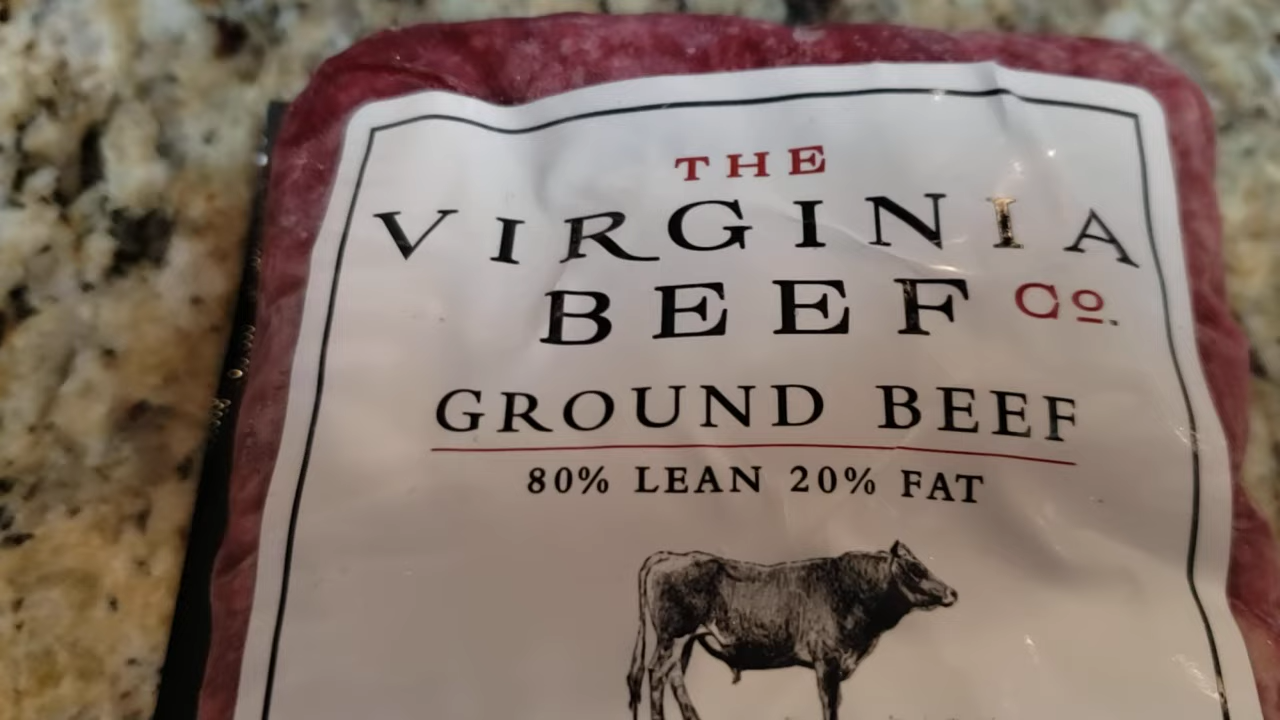 THE
VIRGINIA
BEEF Co.
GROUND BEEF
80% LEAN 20% FAT